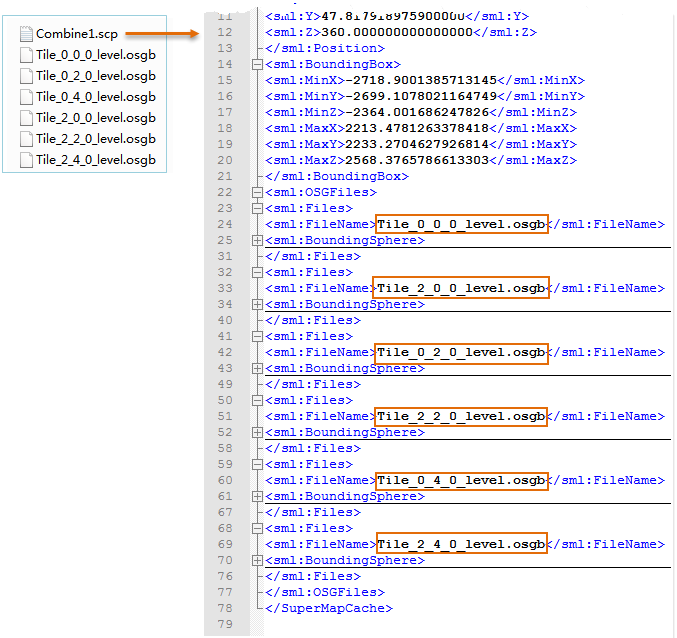 Combine1.scp
Tile_0_0_0_level.osgb
Tile_0_2_0_level.osgb
Tile_0_4_0_level.osgb
Tile_2_0_0_level.osgb
Tile_2_2_0_level.osgb
Tile_2_4_0_level.osgb
11 <sml:Y>47.81791897590000</sml:Y>
12 <sml:Z>360.000000000000000</sml:Z>
13 </sml:Position>
14 <sml:BoundingBox>
15 <sml:MinX>-2718.9001385713145</sml:MinX>
16 <sml:MinY>-2699.1078021164749</sml:MinY>
17 <sml:MinZ>-2364.001686247826</sml:MinZ>
18 <sml:MaxX>2213.4781263378418</sml:MaxX>
19 <sml:MaxY>2233.2704627926814</sml:MaxY>
20 <sml:MaxZ>2568.3765786613303</sml:MaxZ>
21 </sml:BoundingBox>
22 <sml:OSGFiles>
23 <sml:Files>
24 <sml:FileName>Tile_0_0_0_level.osgb</sml:FileName>
25 <sml:BoundingSphere>
31 </sml:Files>
32 <sml:Files>
33 <sml:FileName>Tile_2_0_0_level.osgb</sml:FileName>
34 <sml:BoundingSphere>
40 </sml:Files>
41 <sml:Files>
42 <sml:FileName>Tile_0_2_0_level.osgb</sml:FileName>
43 <sml:BoundingSphere>
49 </sml:Files>
50 <sml:Files>
51 <sml:FileName>Tile_2_2_0_level.osgb</sml:FileName>
52 <sml:BoundingSphere>
58 </sml:Files>
59 <sml:Files>
60 <sml:FileName>Tile_0_4_0_level.osgb</sml:FileName>
61 <sml:BoundingSphere>
67 </sml:Files>
68 <sml:Files>
69 <sml:FileName>Tile_2_4_0_level.osgb</sml:FileName>
70 <sml:BoundingSphere>
76 </sml:Files>
77 </sml:OSGFiles>
78 </SuperMapCache>
79